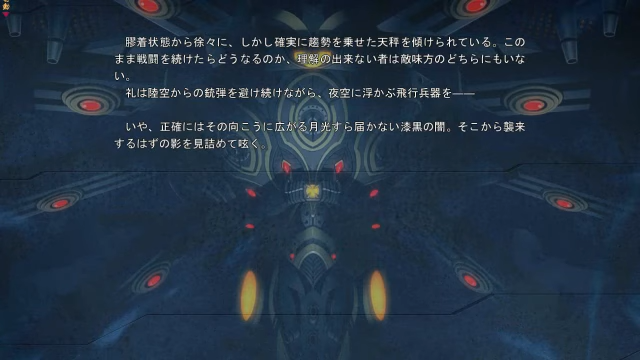 膠着状態から徐々に、しかし確実に趨勢を乗せた天秤を傾けられている。この
まま戦闘を続けたらどうなるのか、理解の出来ない者は敵味方のどちらにもいな
い。
礼は陸空からの銃弾を避け続けながら、夜空に浮かぶ飛行兵器を――
いや、正確にはその向こうに広がる月光すら届かない漆黒の闇。そこから襲来
するはずの影を見詰めて呟く。